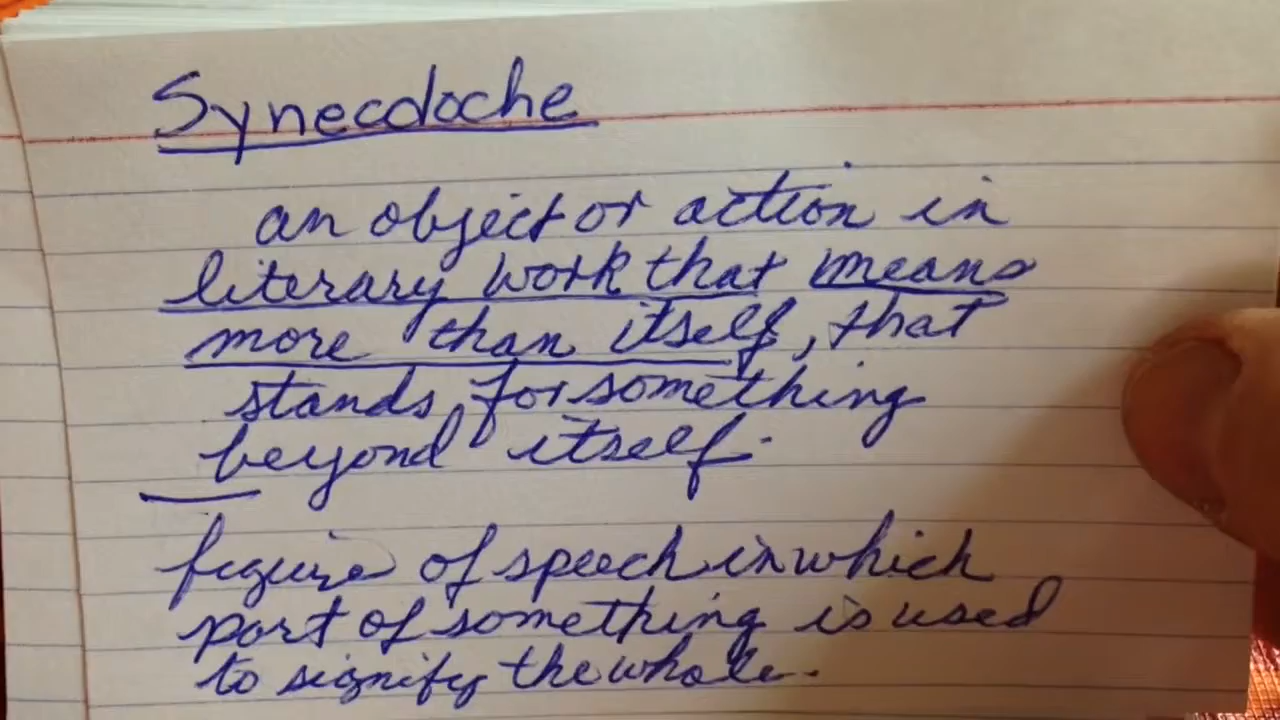 Synecdoche
an object or action in
literary work that means
more than itself, that
stands for something
beyond itself.
figure of speech in which
part of something is used
to signify the whole.